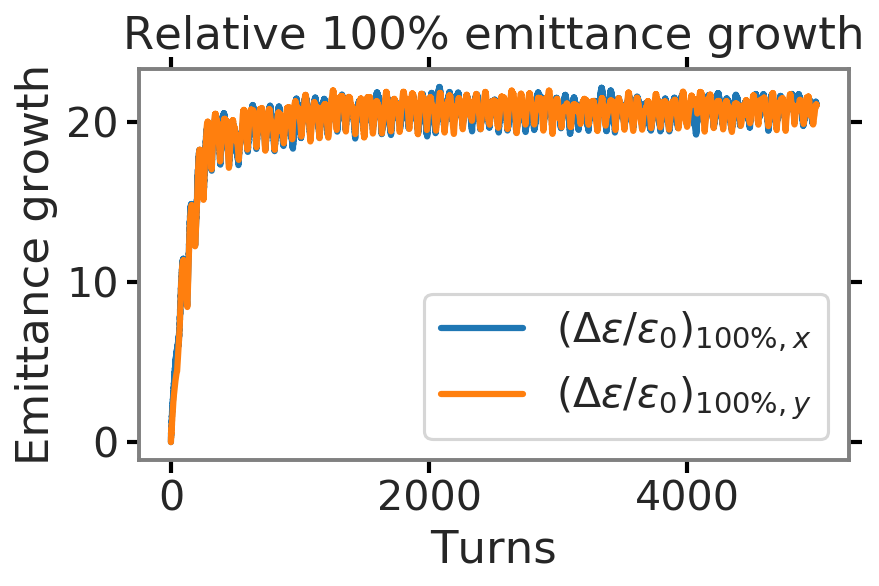 Relative 100% emittance growth
Emittance growth
20
10
0
(Δε/ε₀)₁₀₀%,ₓ
(Δε/ε₀)₁₀₀%,y
0 2000 4000
Turns